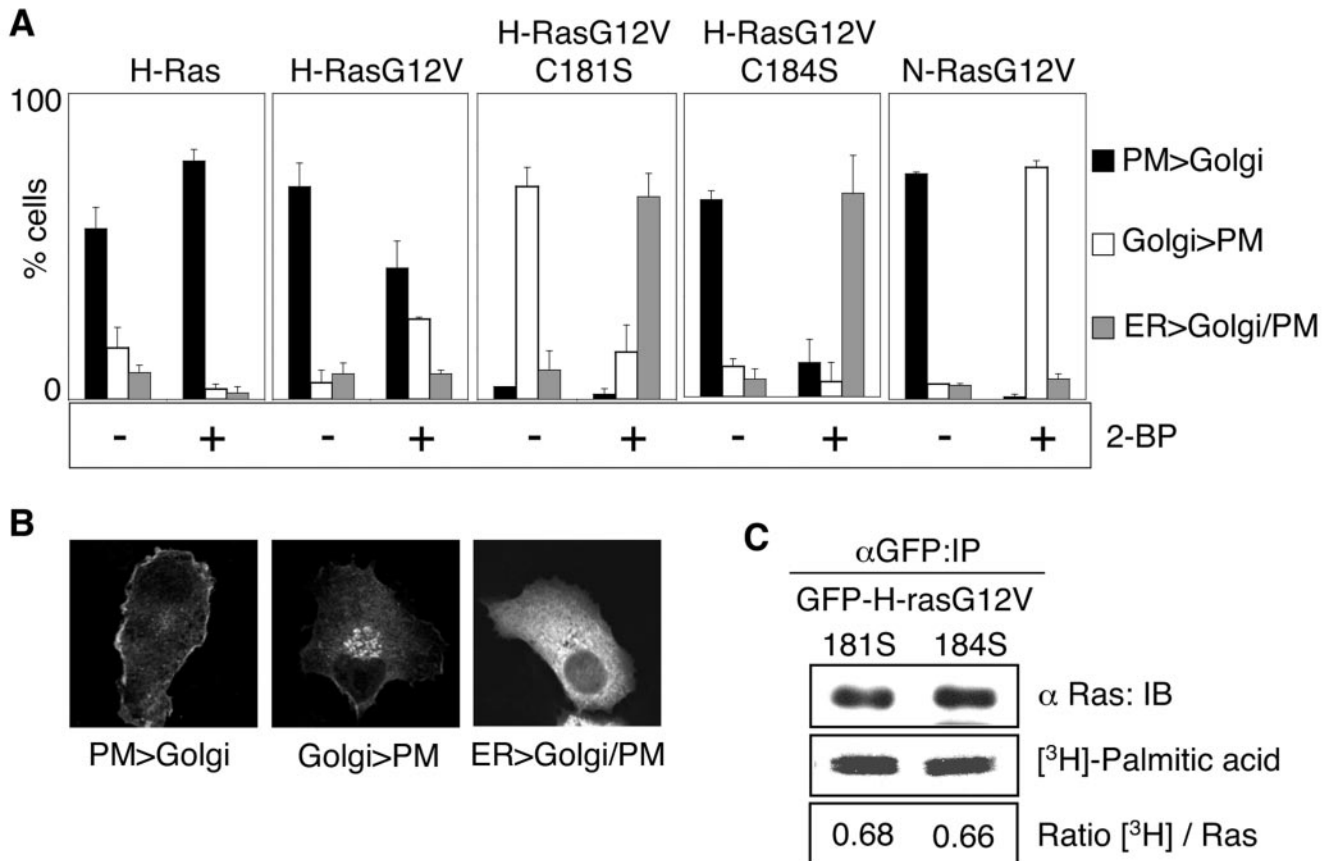 A
H-Ras
H-RasG12V
H-RasG12V
C181S
H-RasG12V
C184S
N-RasG12V
100
% cells
0
PM>Golgi
Golgi>PM
ER>Golgi/PM
- + - + - + - + - + 2-BP
B
PM>Golgi
Golgi>PM
ER>Golgi/PM
C
αGFP:IP
GFP-H-rasG12V
181S 184S
α Ras: IB
[³H]-Palmitic acid
0.68 0.66 Ratio [³H] / Ras